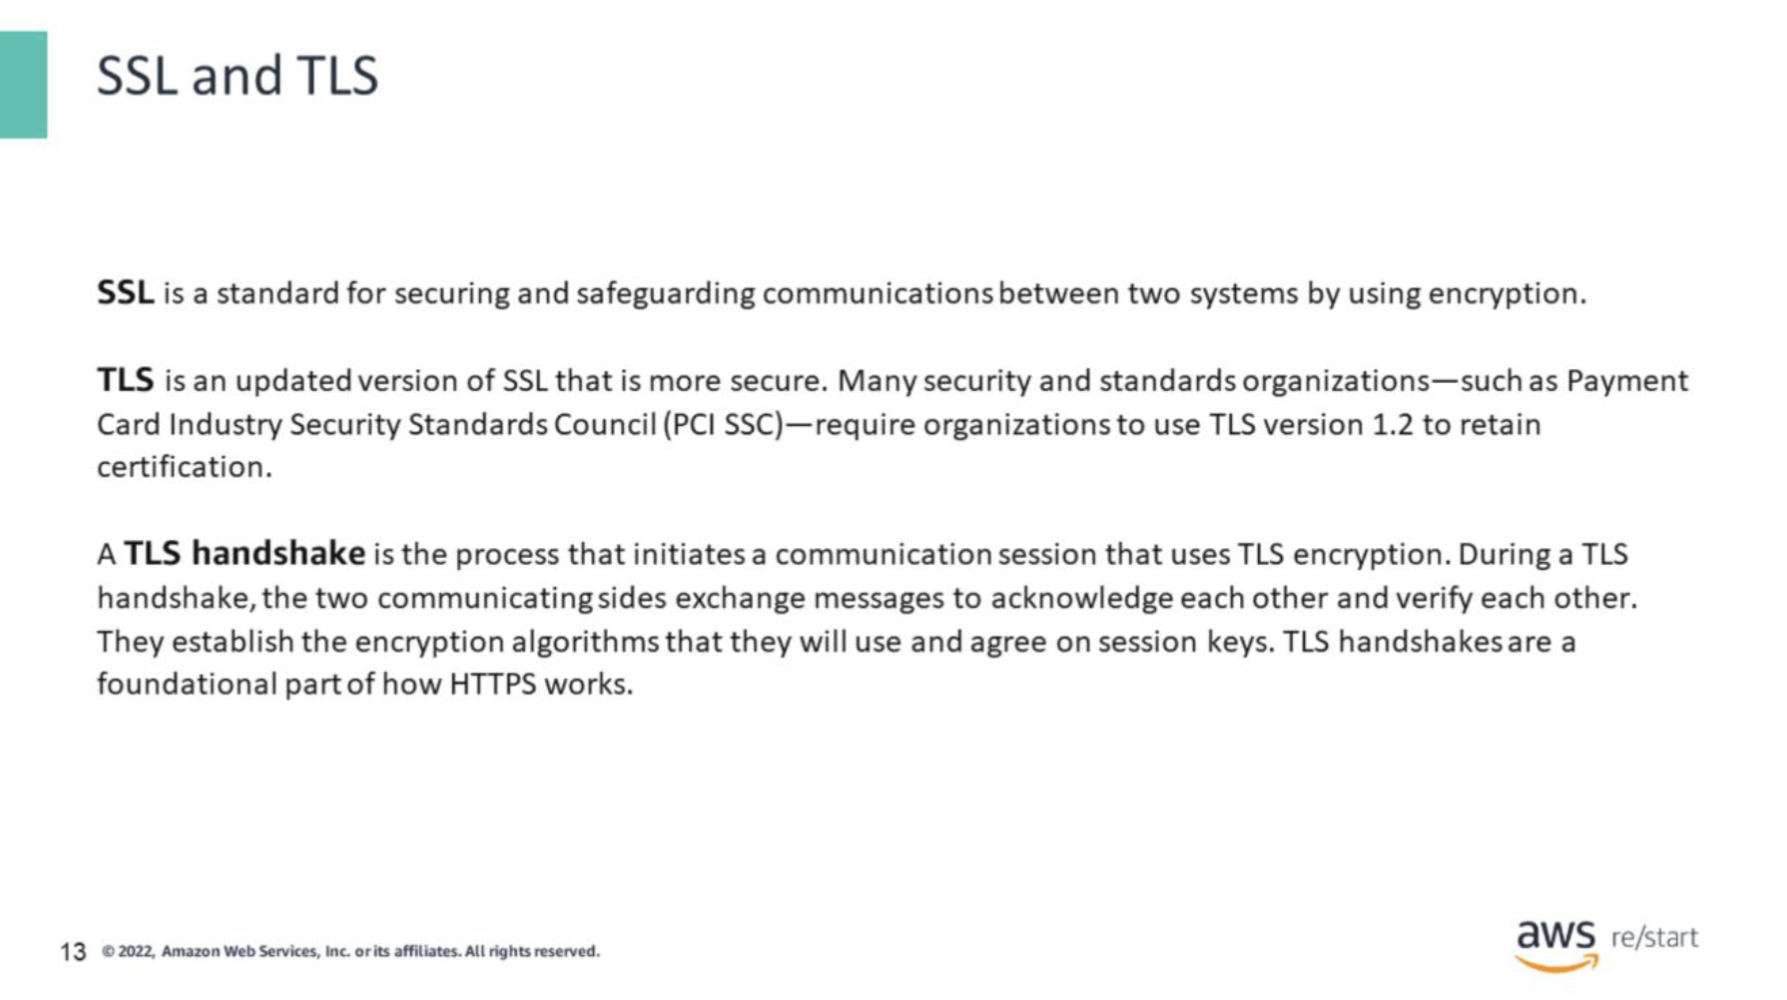 SSL and TLS
SSL is a standard for securing and safeguarding communications between two systems by using encryption.
TLS is an updated version of SSL that is more secure. Many security and standards organizations—such as Payment
Card Industry Security Standards Council (PCI SSC)—require organizations to use TLS version 1.2 to retain
certification.
A TLS handshake is the process that initiates a communication session that uses TLS encryption. During a TLS
handshake, the two communicating sides exchange messages to acknowledge each other and verify each other.
They establish the encryption algorithms that they will use and agree on session keys. TLS handshakes are a
foundational part of how HTTPS works.
13 © 2022, Amazon Web Services, Inc. or its affiliates. All rights reserved.
aws re/start